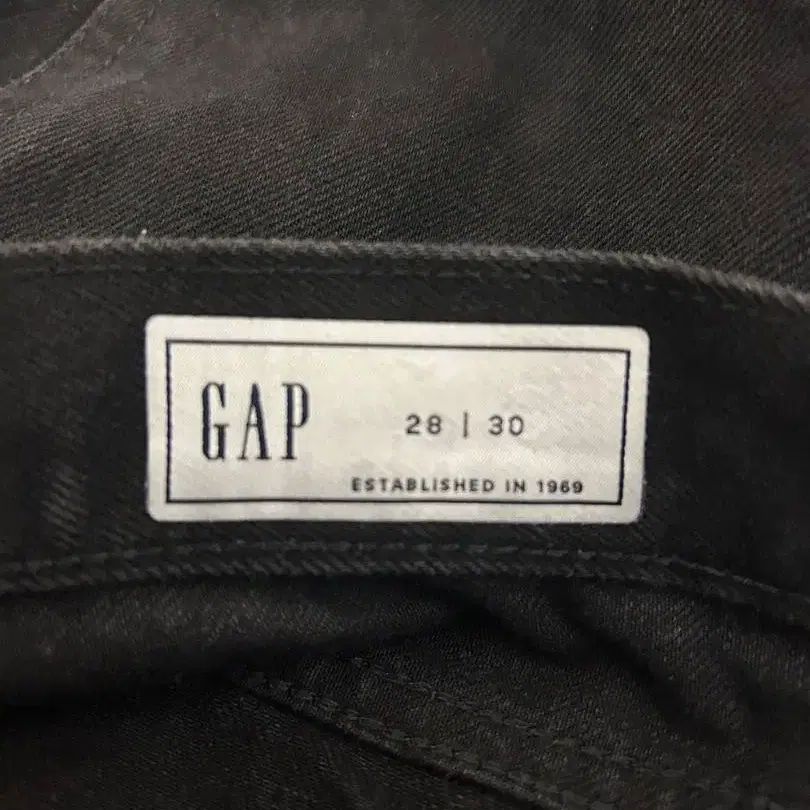 GAP
28 | 30
ESTABLISHED IN 1969